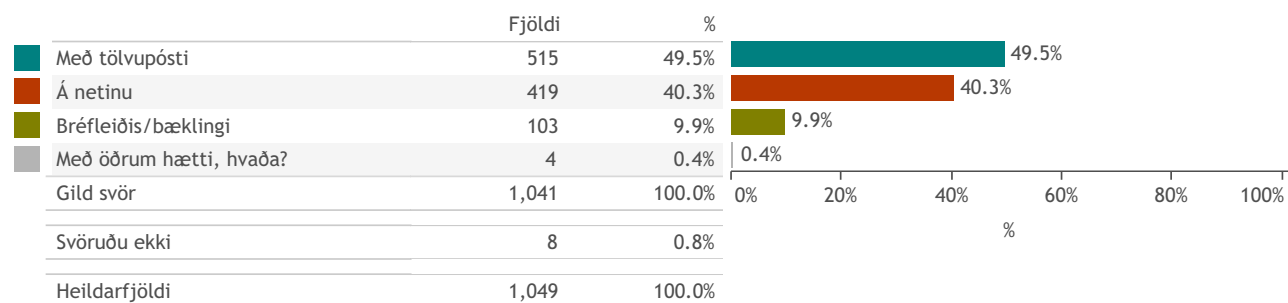 Fjöldi %
Með tölvupósti 515 49.5% 49.5%
Á netinu 419 40.3% 40.3%
Bréfleiðis/bæklingi 103 9.9% 9.9%
Með öðrum hætti, hvaða? 4 0.4% 0.4%
Gild svör 1,041 100.0% 0% 20% 40% 60% 80% 100%
%
Svöruðu ekki 8 0.8%
Heildarfjöldi 1,049 100.0%